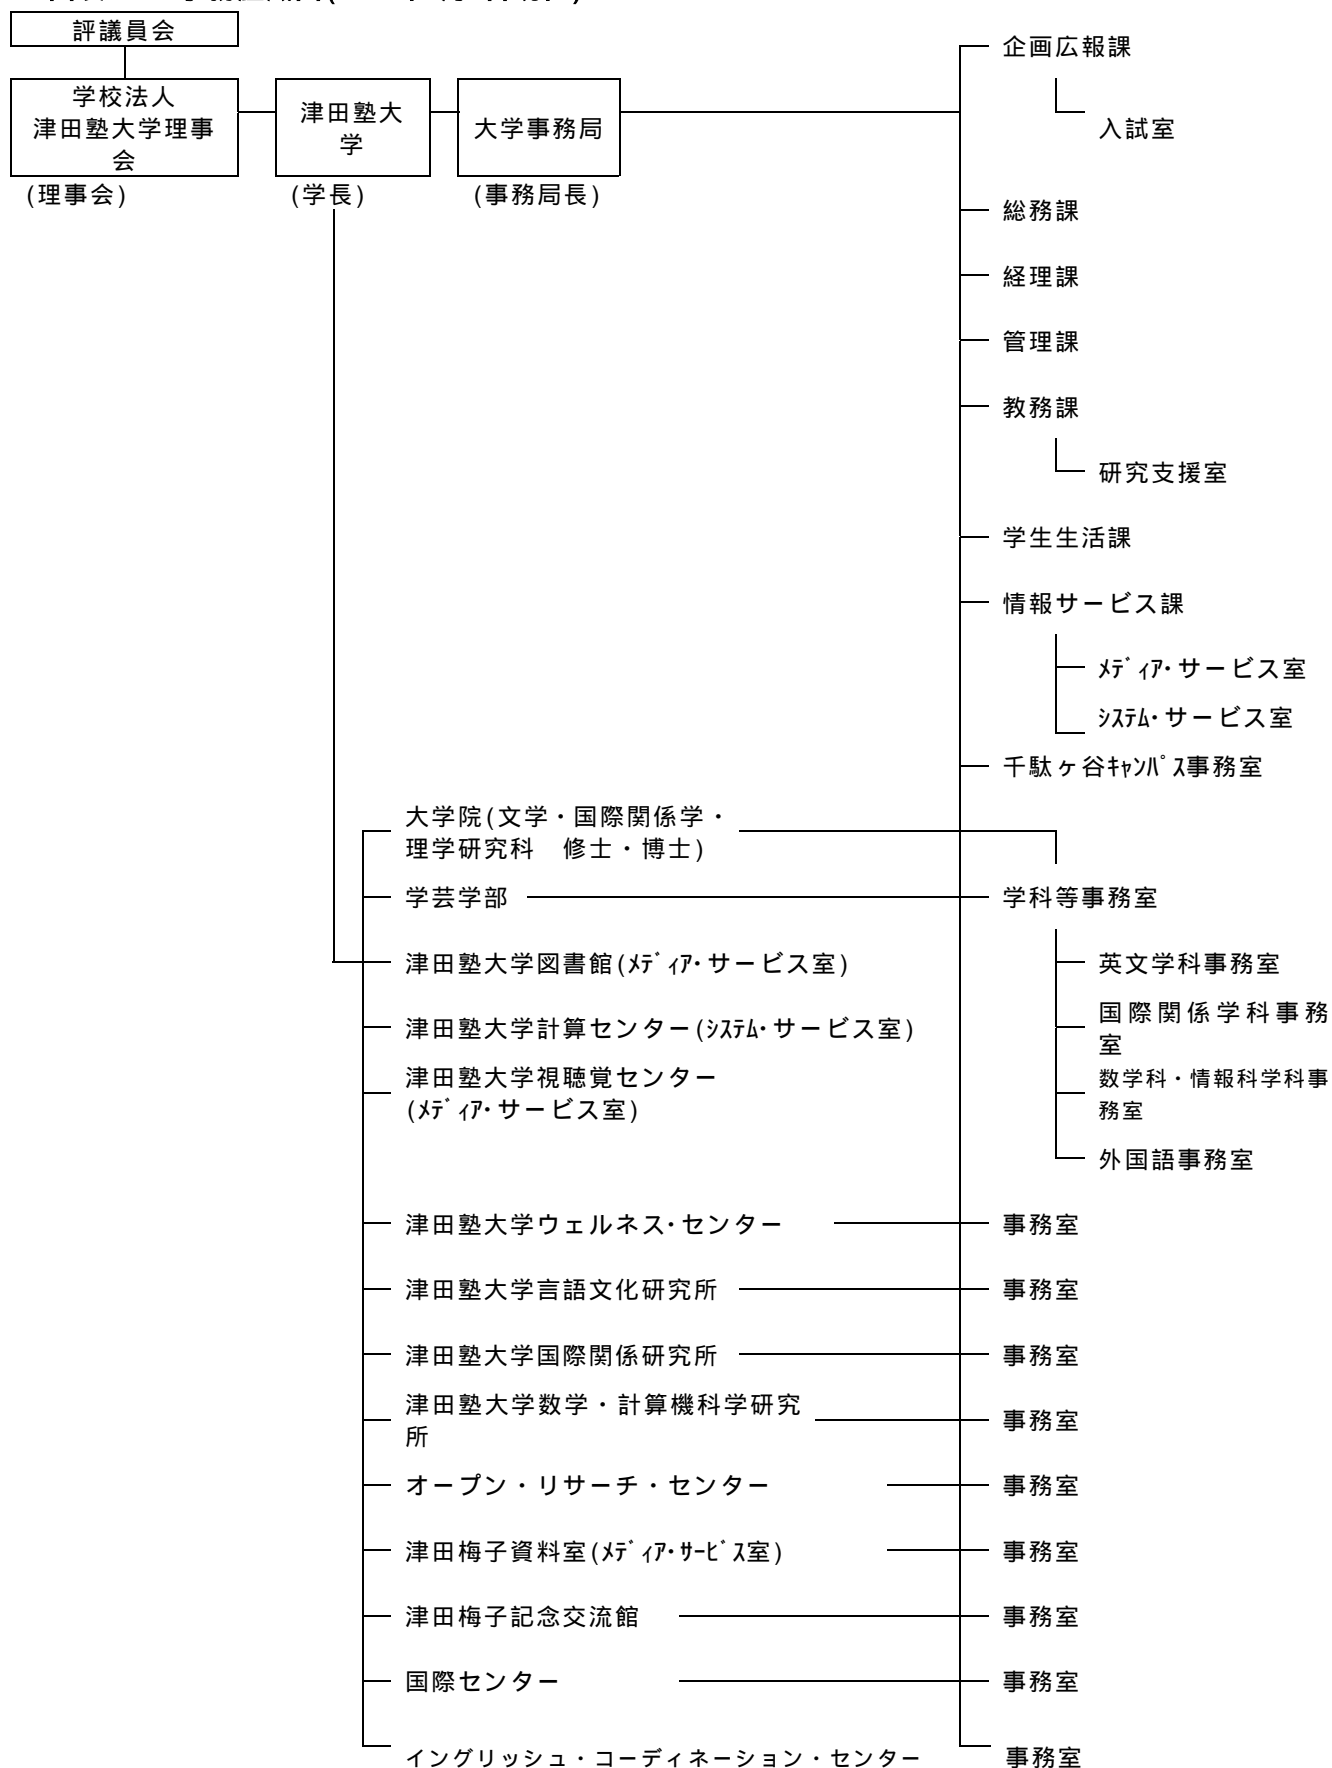 評議員会
学校法人
津田塾大学理事
会
(理事会)
津田塾大
学
(学長)
大学事務局
(事務局長)
企画広報課
入試室
総務課
経理課
管理課
教務課
研究支援室
学生生活課
情報サービス課
ﾒﾃﾞｨｱ･サービス室
ｼｽﾃﾑ･サービス室
千駄ヶ谷ｷｬﾝﾊﾟｽ事務室
大学院(文学・国際関係学・
理学研究科　修士・博士)
学芸学部
学科等事務室
津田塾大学図書館(ﾒﾃﾞｨｱ･サービス室)
英文学科事務室
津田塾大学計算センター(ｼｽﾃﾑ･サービス室)
国際関係学科事務
室
津田塾大学視聴覚センター
(ﾒﾃﾞｨｱ･サービス室)
数学科・情報科学科事
務室
外国語事務室
津田塾大学ウェルネス･センター
事務室
津田塾大学言語文化研究所
事務室
津田塾大学国際関係研究所
事務室
津田塾大学数学・計算機科学研究
所
事務室
オープン・リサーチ・センター
事務室
津田梅子資料室(ﾒﾃﾞｨｱ･ｻｰﾋﾞｽ室)
事務室
津田梅子記念交流館
事務室
国際センター
事務室
イングリッシュ・コーディネーション・センター
事務室